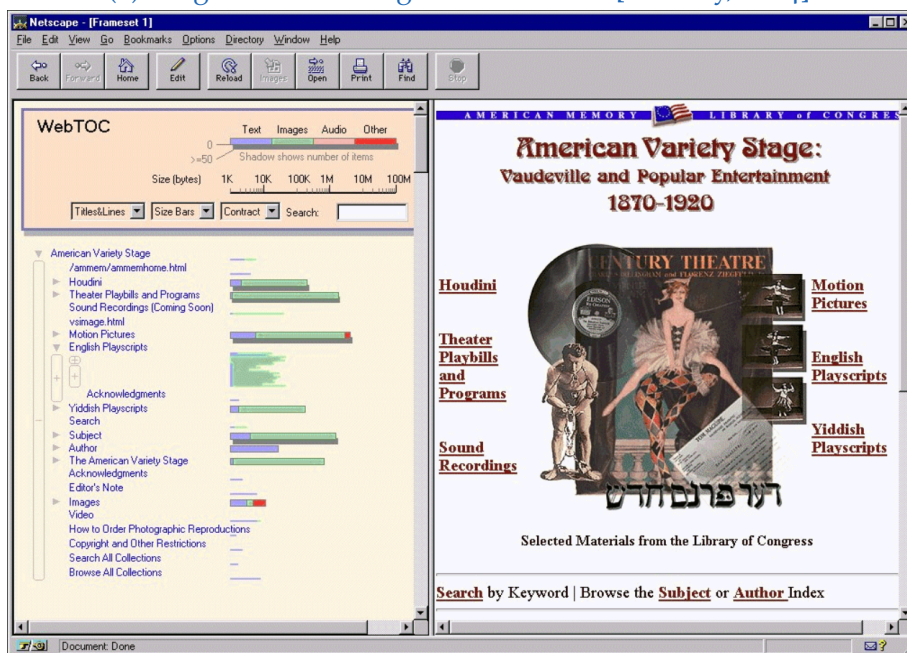 Netscape - [Frameset 1]
File Edit View Go Bookmarks Options Directory Window Help
Back Forward Home Edit Reload Images Open Print Find Stop
WebTOC
Text Images Audio Other
0
>=50 Shadow shows number of items
Size (bytes) 1K 10K 100K 1M 10M 100M
Titles&Lines Size Bars Contract Search:
American Variety Stage
/ammem/ammemhome.html
Houdini
Theater Playbills and Programs
Sound Recordings (Coming Soon)
vsimage.html
Motion Pictures
English Playscripts
Acknowledgments
Yiddish Playscripts
Search
Subject
Author
The American Variety Stage
Acknowledgments
Editor's Note
Images
Video
How to Order Photographic Reproductions
Copyright and Other Restrictions
Search All Collections
Browse All Collections
AMERICAN MEMORY LIBRARY of CONGRES
American Variety Stage:
Vaudeville and Popular Entertainment
1870-1920
CENTURY THEATRE
EDISON
Houdini
Theater
Playbills
and
Programs
Sound
Recordings
Motion
Pictures
English
Playscripts
Yiddish
Playscripts
דער פרנס חדש
Selected Materials from the Library of Congress
Search by Keyword | Browse the Subject or Author Index
Document: Done